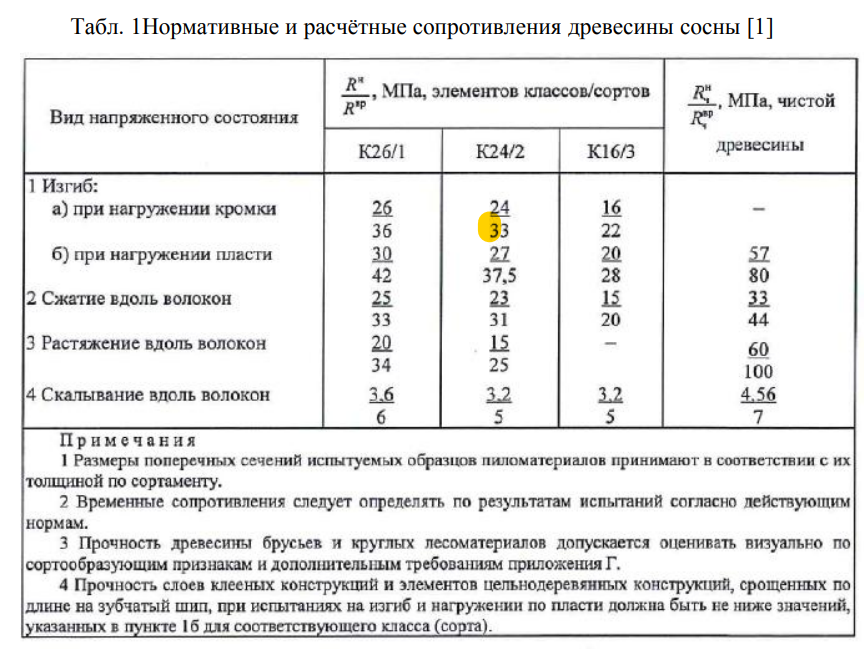 Табл. 1Нормативные и расчётные сопротивления древесины сосны [1]
Вид напряженного состояния
Rн/Rвр, МПа, элементов классов/сортов
Rчн/Rчвр, МПа, чистой древесины
К26/1 К24/2 К16/3
1 Изгиб:
а) при нагружении кромки 26/36 24/33 16/22 –
б) при нагружении пласти 30/42 27/37,5 20/28 57/80
2 Сжатие вдоль волокон 25/33 23/31 15/20 33/44
3 Растяжение вдоль волокон 20/34 15/25 – 60/100
4 Скалывание вдоль волокон 3,6/6 3,2/5 3,2/5 4,56/7
Примечания
1 Размеры поперечных сечений испытуемых образцов пиломатериалов принимают в соответствии с их
толщиной по сортаменту.
2 Временные сопротивления следует определять по результатам испытаний согласно действующим
нормам.
3 Прочность древесины брусьев и круглых лесоматериалов допускается оценивать визуально по
сортообразующим признакам и дополнительным требованиям приложения Г.
4 Прочность слоев клееных конструкций и элементов цельнодеревянных конструкций, срощенных по
длине на зубчатый шип, при испытаниях на изгиб и нагружении по пласти должна быть не ниже значений,
указанных в пункте 1б для соответствующего класса (сорта).